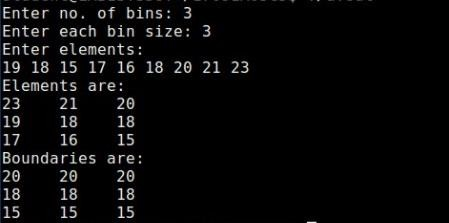 Enter no. of bins: 3
Enter each bin size: 3
Enter elements:
19 18 15 17 16 18 20 21 23
Elements are:
23 21 20
19 18 18
17 16 15
Boundaries are:
20 20 20
18 18 18
15 15 15